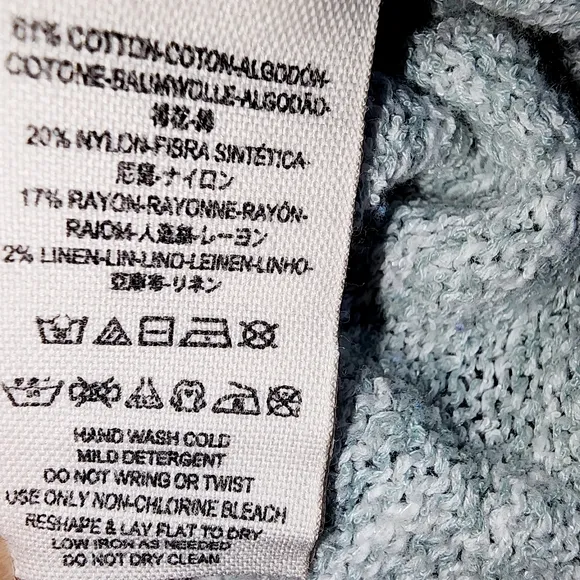 61% COTTON-COTON-ALGODÓN-
COTONE-BAUMWOLLE-ALGODÃO-
棉花-綿
20% NYLON-FIBRA SINTÉTICA-
尼龍-ナイロン
17% RAYON-RAYONNE-RAYÓN-
RAIOM-人造絲-レーヨン
2% LINEN-LIN-LINO-LEINEN-LINHO-
亞麻布-リネン
HAND WASH COLD
MILD DETERGENT
DO NOT WRING OR TWIST
USE ONLY NON-CHLORINE BLEACH
RESHAPE & LAY FLAT TO DRY
LOW IRON AS NEEDED
DO NOT DRY CLEAN